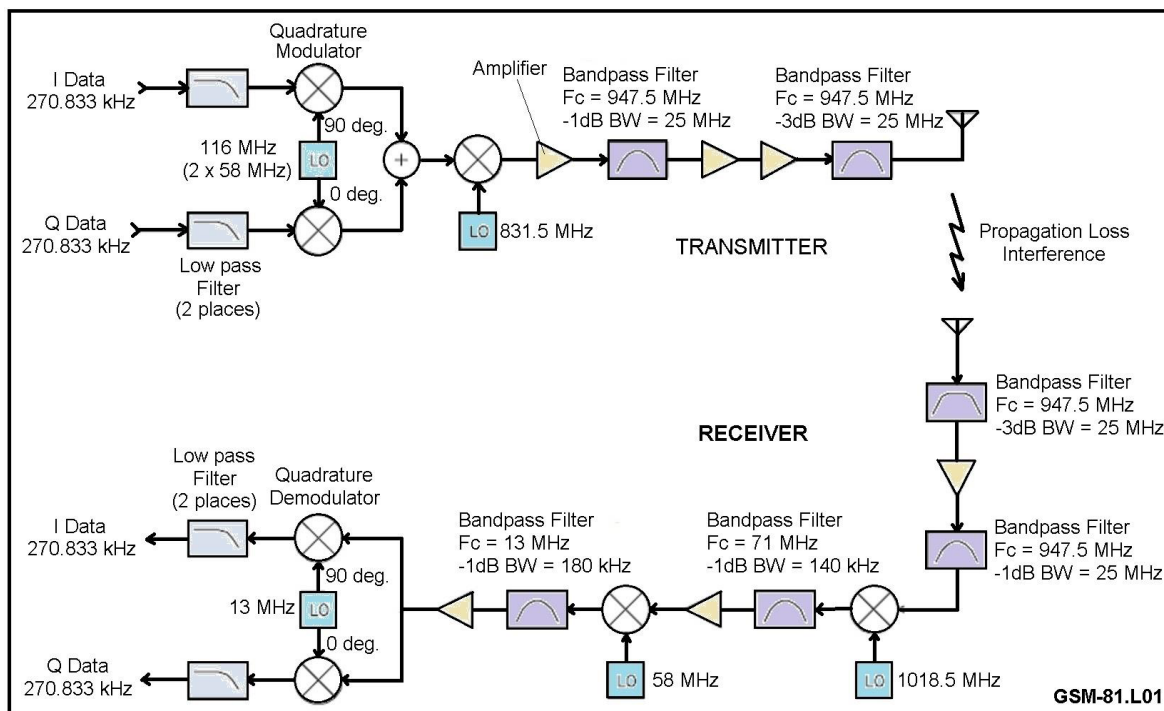 Quadrature
Modulator
I Data
270.833 kHz
90 deg.
116 MHz
(2 x 58 MHz)
LO
0 deg.
Q Data
270.833 kHz
Low pass
Filter
(2 places)
+
LO
831.5 MHz
Amplifier
Bandpass Filter
Fc = 947.5 MHz
-1dB BW = 25 MHz
Bandpass Filter
Fc = 947.5 MHz
-3dB BW = 25 MHz
TRANSMITTER
Propagation Loss
Interference
Bandpass Filter
Fc = 947.5 MHz
-3dB BW = 25 MHz
RECEIVER
Bandpass Filter
Fc = 947.5 MHz
-1dB BW = 25 MHz
Bandpass Filter
Fc = 71 MHz
-1dB BW = 140 kHz
LO
1018.5 MHz
Bandpass Filter
Fc = 13 MHz
-1dB BW = 180 kHz
LO
58 MHz
Low pass
Filter
(2 places)
Quadrature
Demodulator
I Data
270.833 kHz
90 deg.
13 MHz
LO
0 deg.
Q Data
270.833 kHz
GSM-81.L01